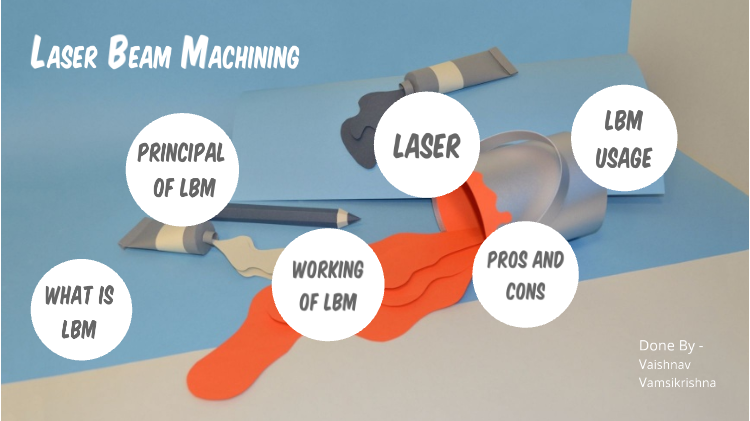 Laser Beam Machining
PRINCIPAL
OF LBM
LASER
LBM
USAGE
WHAT IS
LBM
WORKING
OF LBM
PROS AND
CONS
Done By -
Vaishnav
Vamsikrishna